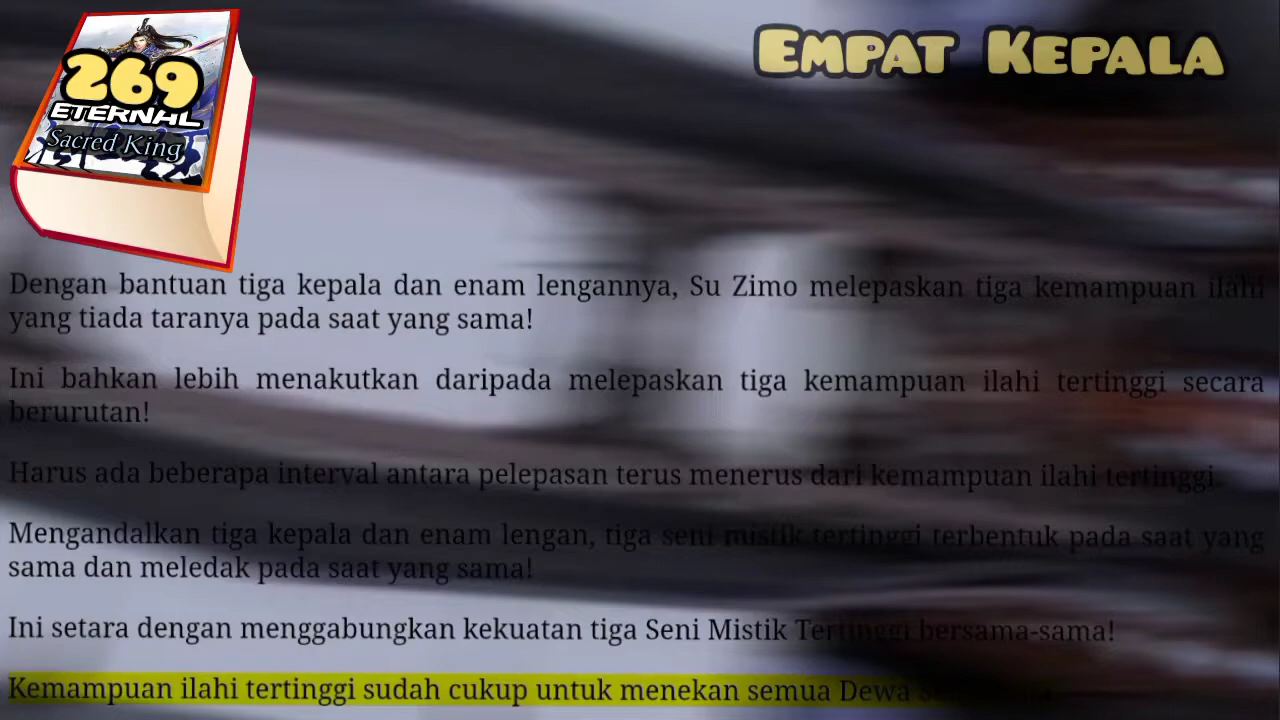 269
ETERNAL
Sacred King
EMPAT KEPALA
Dengan bantuan tiga kepala dan enam lengannya, Su Zimo melepaskan tiga kemampuan ilahi
yang tiada taranya pada saat yang sama!
Ini bahkan lebih menakutkan daripada melepaskan tiga kemampuan ilahi tertinggi secara
berurutan!
Harus ada beberapa interval antara pelepasan terus menerus dari kemampuan ilahi tertinggi.
Mengandalkan tiga kepala dan enam lengan, tiga seni mistik tertinggi terbentuk pada saat yang
sama dan meledak pada saat yang sama!
Ini setara dengan menggabungkan kekuatan tiga Seni Mistik Tertinggi bersama-sama!
Kemampuan ilahi tertinggi sudah cukup untuk menekan semua Dewa